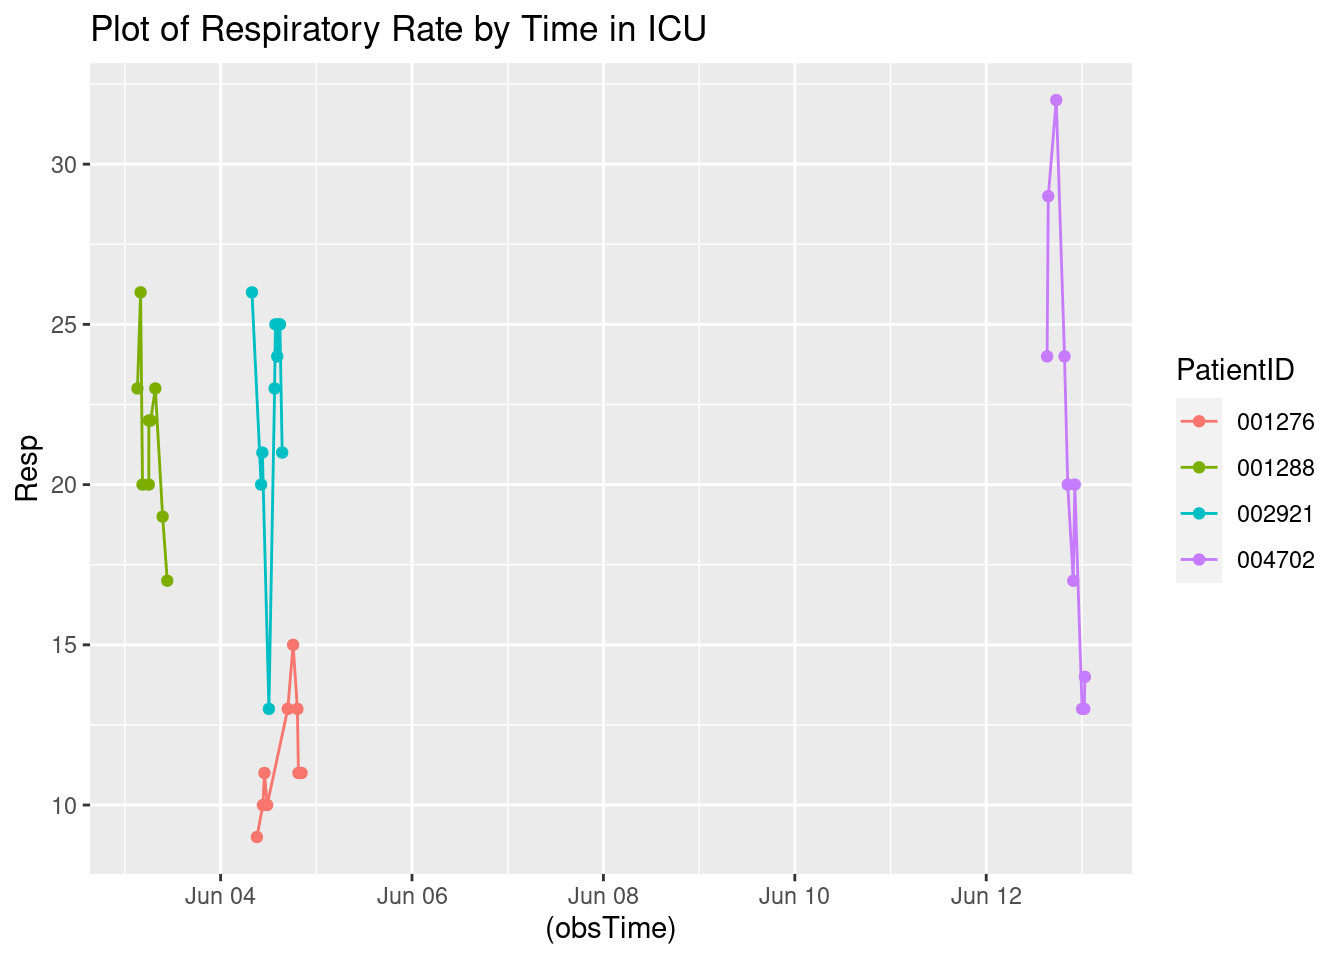 Plot of Respiratory Rate by Time in ICU
30
25
20
15
10
Resp
Jun 04 Jun 06 Jun 08 Jun 10 Jun 12
(obsTime)
PatientID
001276
001288
002921
004702